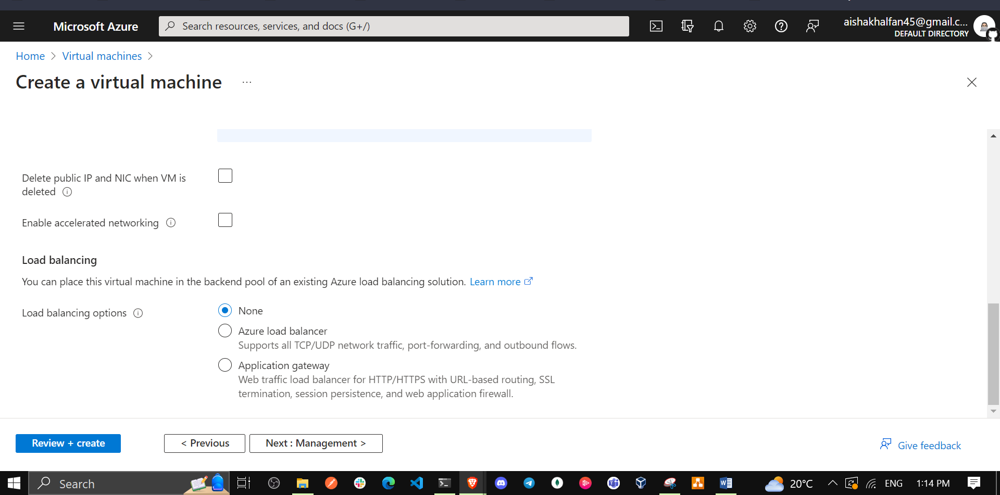 Microsoft Azure
Search resources, services, and docs (G+/)
aishakhalfan45@gmail.c...
DEFAULT DIRECTORY
Home > Virtual machines >
Create a virtual machine ...
Delete public IP and NIC when VM is
deleted
Enable accelerated networking
Load balancing
You can place this virtual machine in the backend pool of an existing Azure load balancing solution. Learn more
Load balancing options
None
Azure load balancer
Supports all TCP/UDP network traffic, port-forwarding, and outbound flows.
Application gateway
Web traffic load balancer for HTTP/HTTPS with URL-based routing, SSL
termination, session persistence, and web application firewall.
Review + create
< Previous
Next : Management >
Give feedback
Search
20°C
ENG
1:14 PM